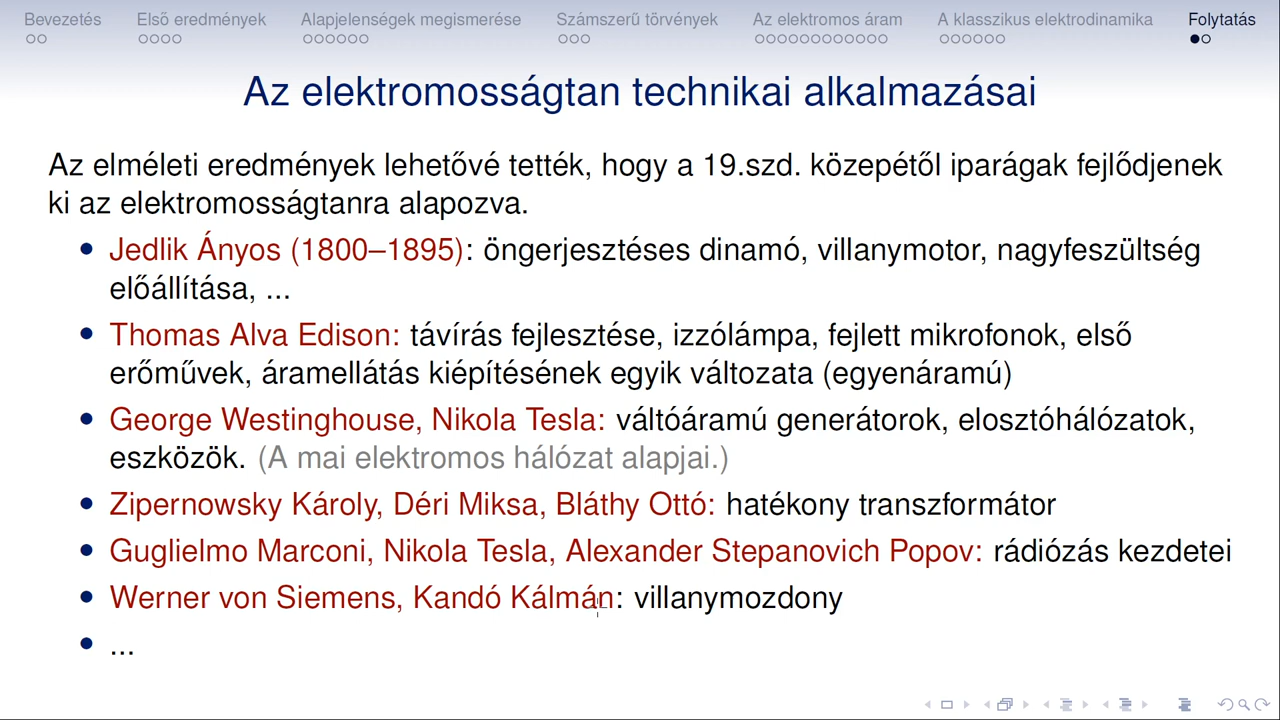 Bevezetés Első eredmények Alapjelenségek megismerése Számszerű törvények Az elektromos áram A klasszikus elektrodinamika Folytatás
Az elektromosságtan technikai alkalmazásai
Az elméleti eredmények lehetővé tették, hogy a 19.szd. közepétől iparágak fejlődjenek
ki az elektromosságtanra alapozva.
Jedlik Ányos (1800–1895): öngerjesztéses dinamó, villanymotor, nagyfeszültség
előállítása, ...
Thomas Alva Edison: távírás fejlesztése, izzólámpa, fejlett mikrofonok, első
erőművek, áramellátás kiépítésének egyik változata (egyenáramú)
George Westinghouse, Nikola Tesla: váltóáramú generátorok, elosztóhálózatok,
eszközök. (A mai elektromos hálózat alapjai.)
Zipernowsky Károly, Déri Miksa, Bláthy Ottó: hatékony transzformátor
Guglielmo Marconi, Nikola Tesla, Alexander Stepanovich Popov: rádiózás kezdetei
Werner von Siemens, Kandó Kálmán: villanymozdony
...